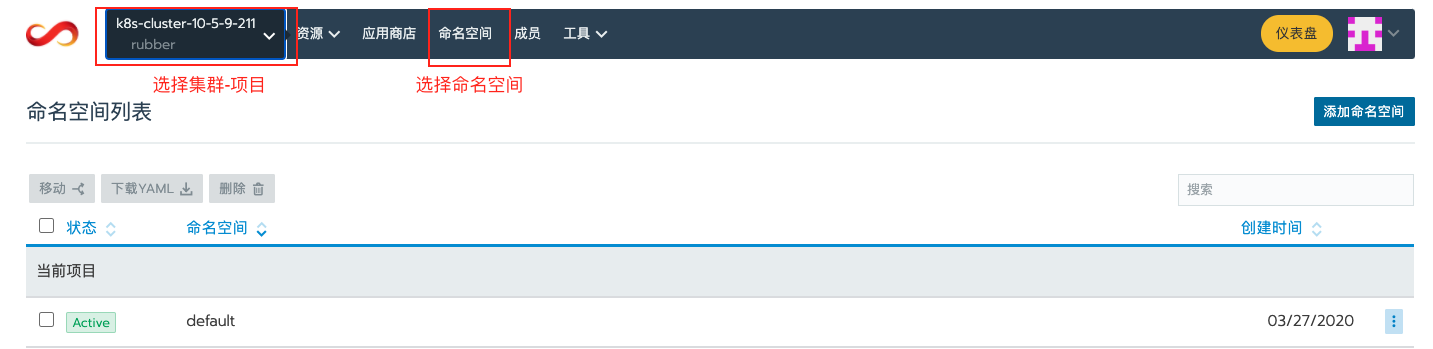 k8s-cluster-10-5-9-211
rubber
资源 应用商店 命名空间 成员 工具 仪表盘
选择集群-项目 选择命名空间
命名空间列表 添加命名空间
移动 下载YAML 删除 搜索
状态 命名空间 创建时间
当前项目
Active default 03/27/2020